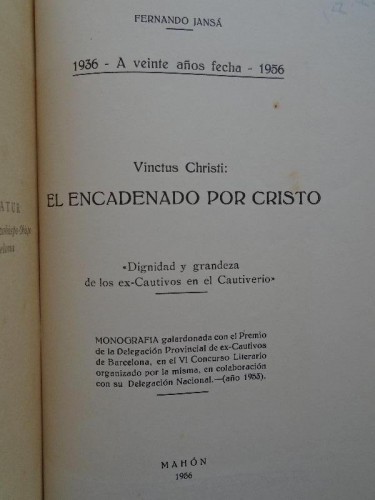 FERNANDO JANSÁ
1936 - A veinte años fecha - 1956
Vinctus Christi:
EL ENCADENADO POR CRISTO
«Dignidad y grandeza
de los ex-Cautivos en el Cautiverio»
MONOGRAFIA galardonada con el Premio
de la Delegación Provincial de ex-Cautivos
de Barcelona, en el VI Concurso Literario
organizado por la misma, en colaboración
con su Delegación Nacional.—(año 1953).
MAHÓN
1956